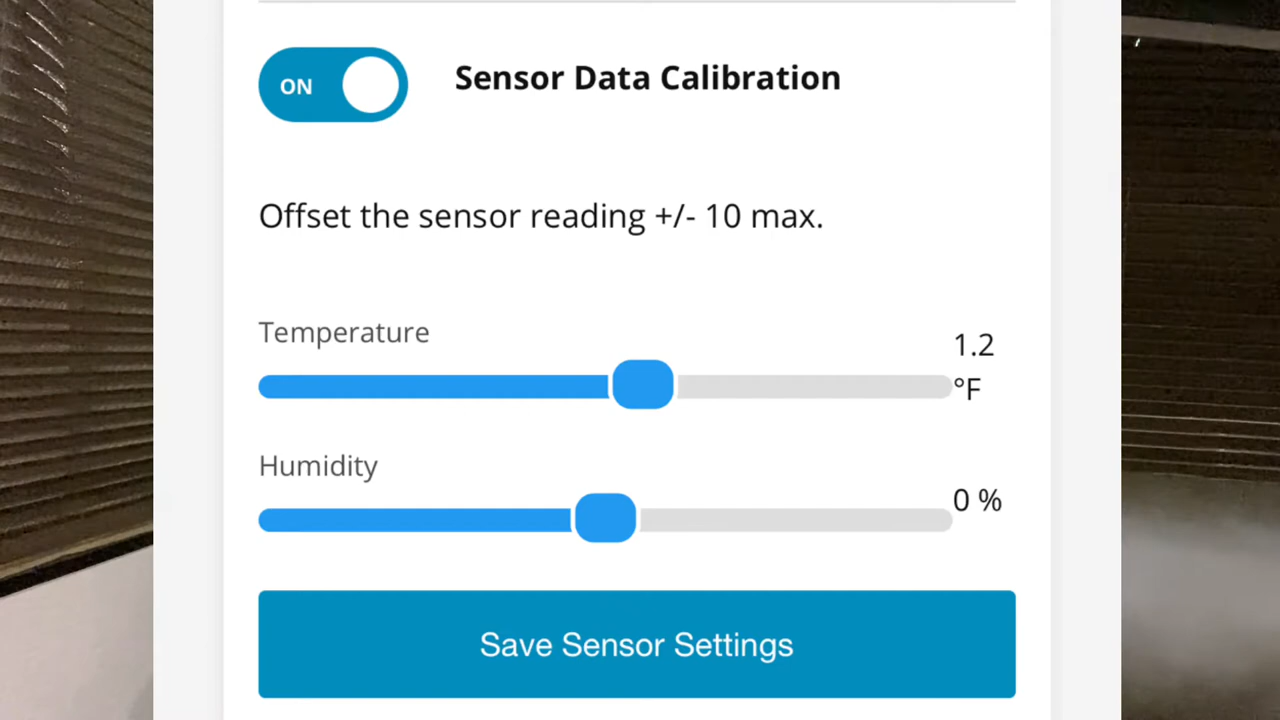 ON
Sensor Data Calibration
Offset the sensor reading +/- 10 max.
Temperature
1.2
°F
Humidity
0 %
Save Sensor Settings